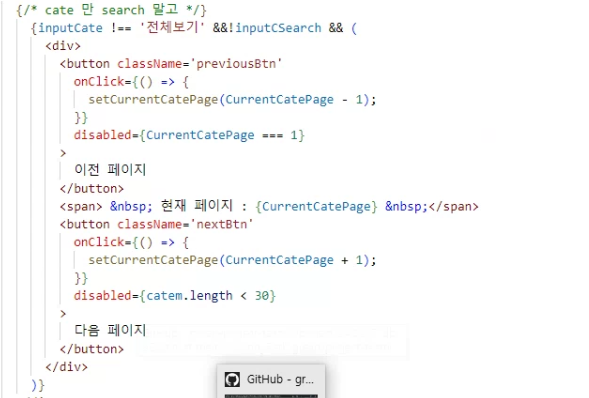 {/* cate 만 search 말고 */}
{inputCate !== '전체보기' &&!inputCSearch && (
<div>
<button className='previousBtn'
onClick={() => {
setCurrentCatePage(CurrentCatePage - 1);
}}
disabled={CurrentCatePage === 1}
>
이전 페이지
</button>
<span> &nbsp; 현재 페이지 : {CurrentCatePage} &nbsp;</span>
<button className='nextBtn'
onClick={() => {
setCurrentCatePage(CurrentCatePage + 1);
}}
disabled={catem.length < 30}
>
다음 페이지
</button>
</div>
)}
GitHub - gr...